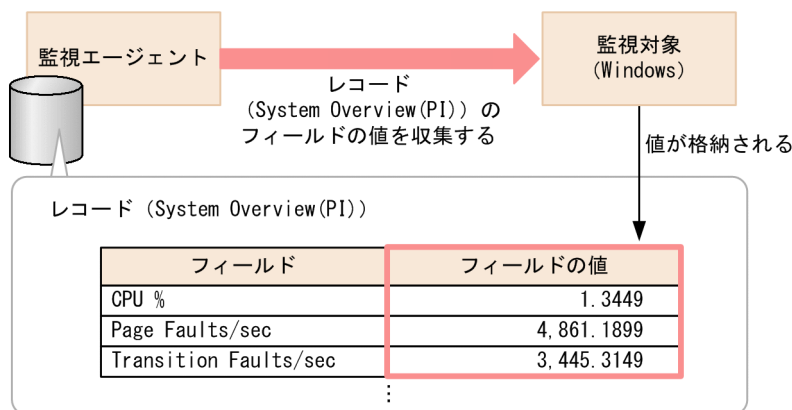 監視エージェント
監視対象
(Windows)
レコード
(System Overview(PI)) の
フィールドの値を収集する
値が格納される
レコード (System Overview(PI))
フィールド フィールドの値
CPU % 1.3449
Page Faults/sec 4,861.1899
Transition Faults/sec 3,445.3149
⋮